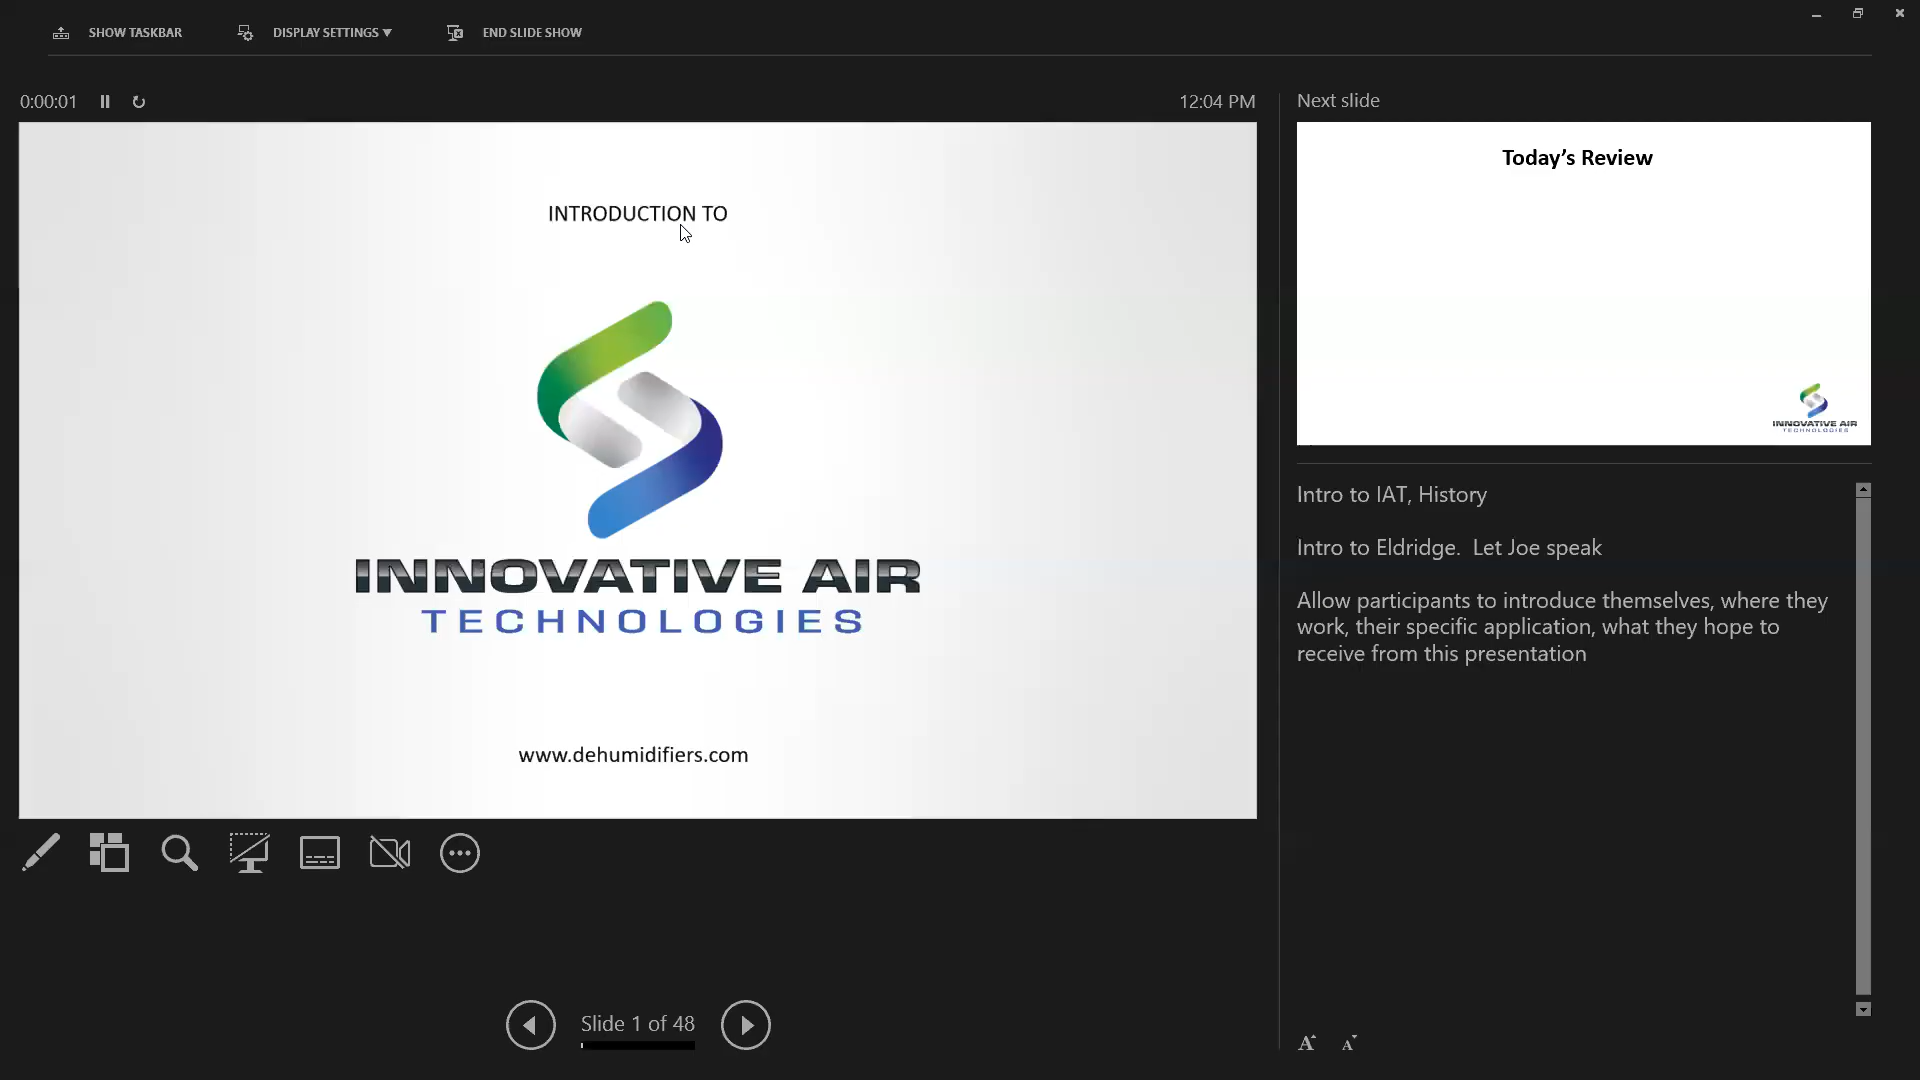 SHOW TASKBAR
DISPLAY SETTINGS ▼
END SLIDE SHOW
0:00:01
12:04 PM
Next slide
INTRODUCTION TO
INNOVATIVE AIR
TECHNOLOGIES
www.dehumidifiers.com
Today’s Review
INNOVATIVE AIR
TECHNOLOGIES
Intro to IAT, History
Intro to Eldridge.  Let Joe speak
Allow participants to introduce themselves, where they
work, their specific application, what they hope to
receive from this presentation
Slide 1 of 48
A
A